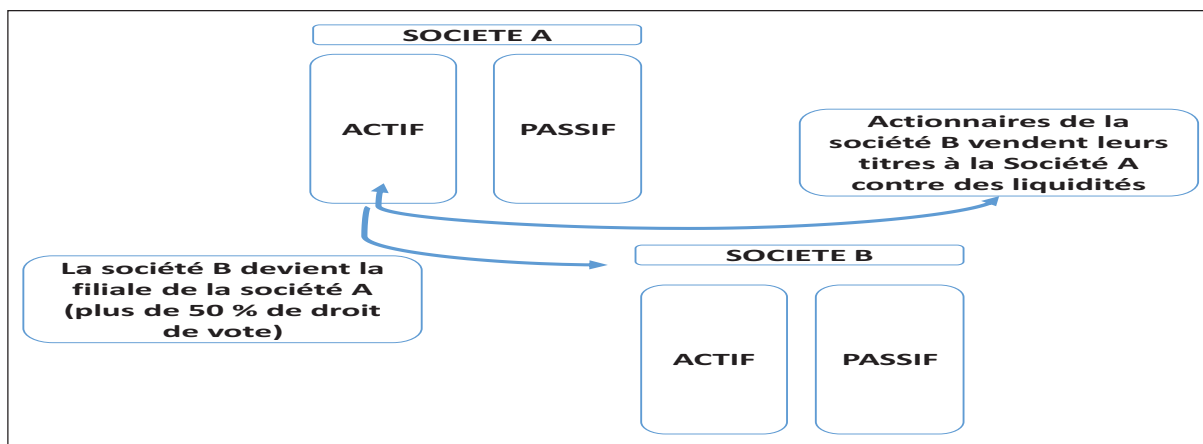 SOCIETE A
ACTIF
PASSIF
Actionnaires de la
société B vendent leurs
titres à la Société A
contre des liquidités
La société B devient la
filiale de la société A
(plus de 50 % de droit
de vote)
SOCIETE B
ACTIF
PASSIF